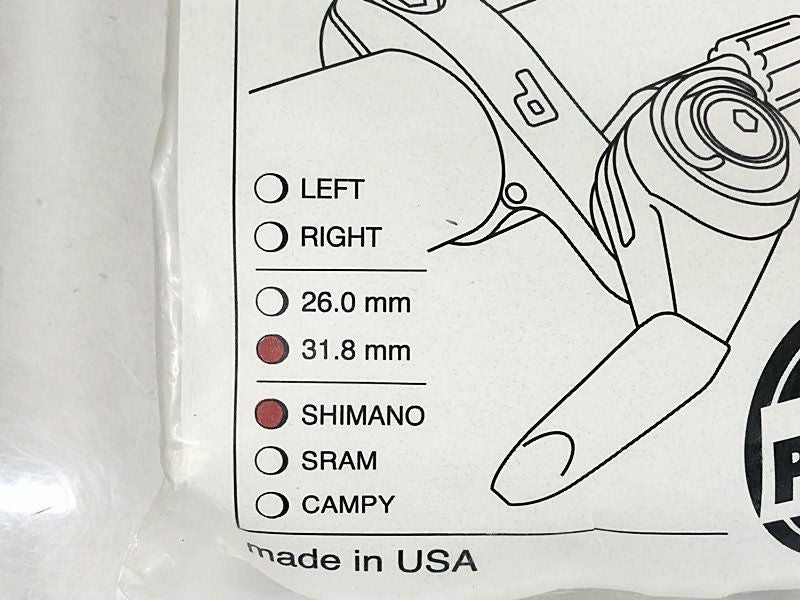 LEFT
RIGHT
26.0 mm
31.8 mm
SHIMANO
SRAM
CAMPY
made in USA